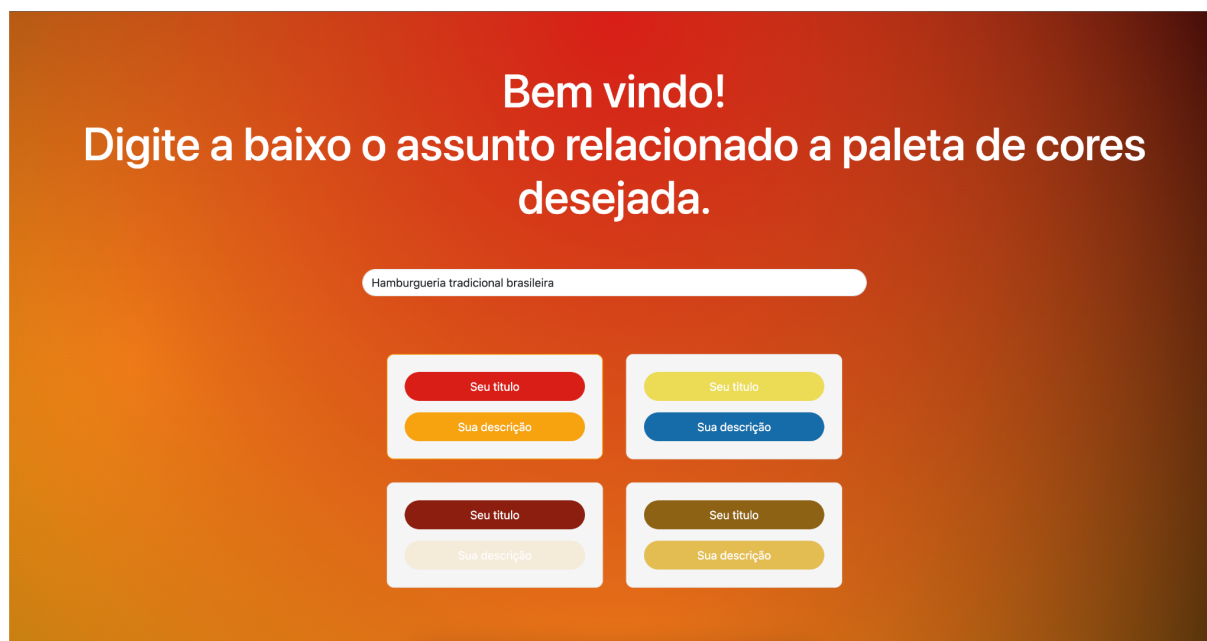 Bem vindo!
Digite a baixo o assunto relacionado a paleta de cores
desejada.
Hamburgueria tradicional brasileira
Seu titulo
Seu titulo
Sua descrição
Sua descrição
Seu titulo
Seu titulo
Sua descrição
Sua descrição